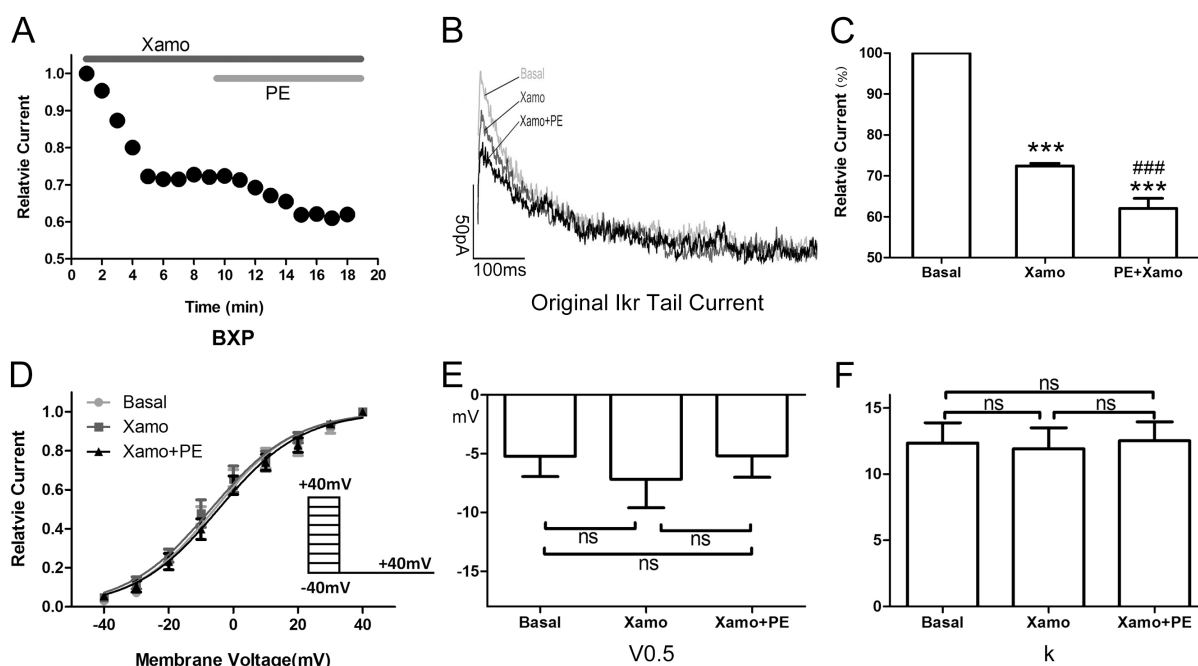 A
Xamo
PE
Relatvie Current
1.0
0.9
0.8
0.7
0.6
0.5
0 2 4 6 8 10 12 14 16 18 20
Time (min)
BXP
B
Basal
Xamo
Xamo+PE
50pA
100ms
Original Ikr Tail Current
C
Relatvie Current (%)
100
90
80
70
60
50
***
###
***
Basal Xamo PE+Xamo
D
Basal
Xamo
Xamo+PE
Relatvie Current
1.0
0.8
0.6
0.4
0.2
0.0
-40 -20 0 20 40
Membrane Voltage(mV)
+40mV
+40mV
-40mV
E
0
mV
-5
-10
-15
ns ns
ns
Basal Xamo Xamo+PE
V0.5
F
15
10
5
0
ns
ns ns
Basal Xamo Xamo+PE
k